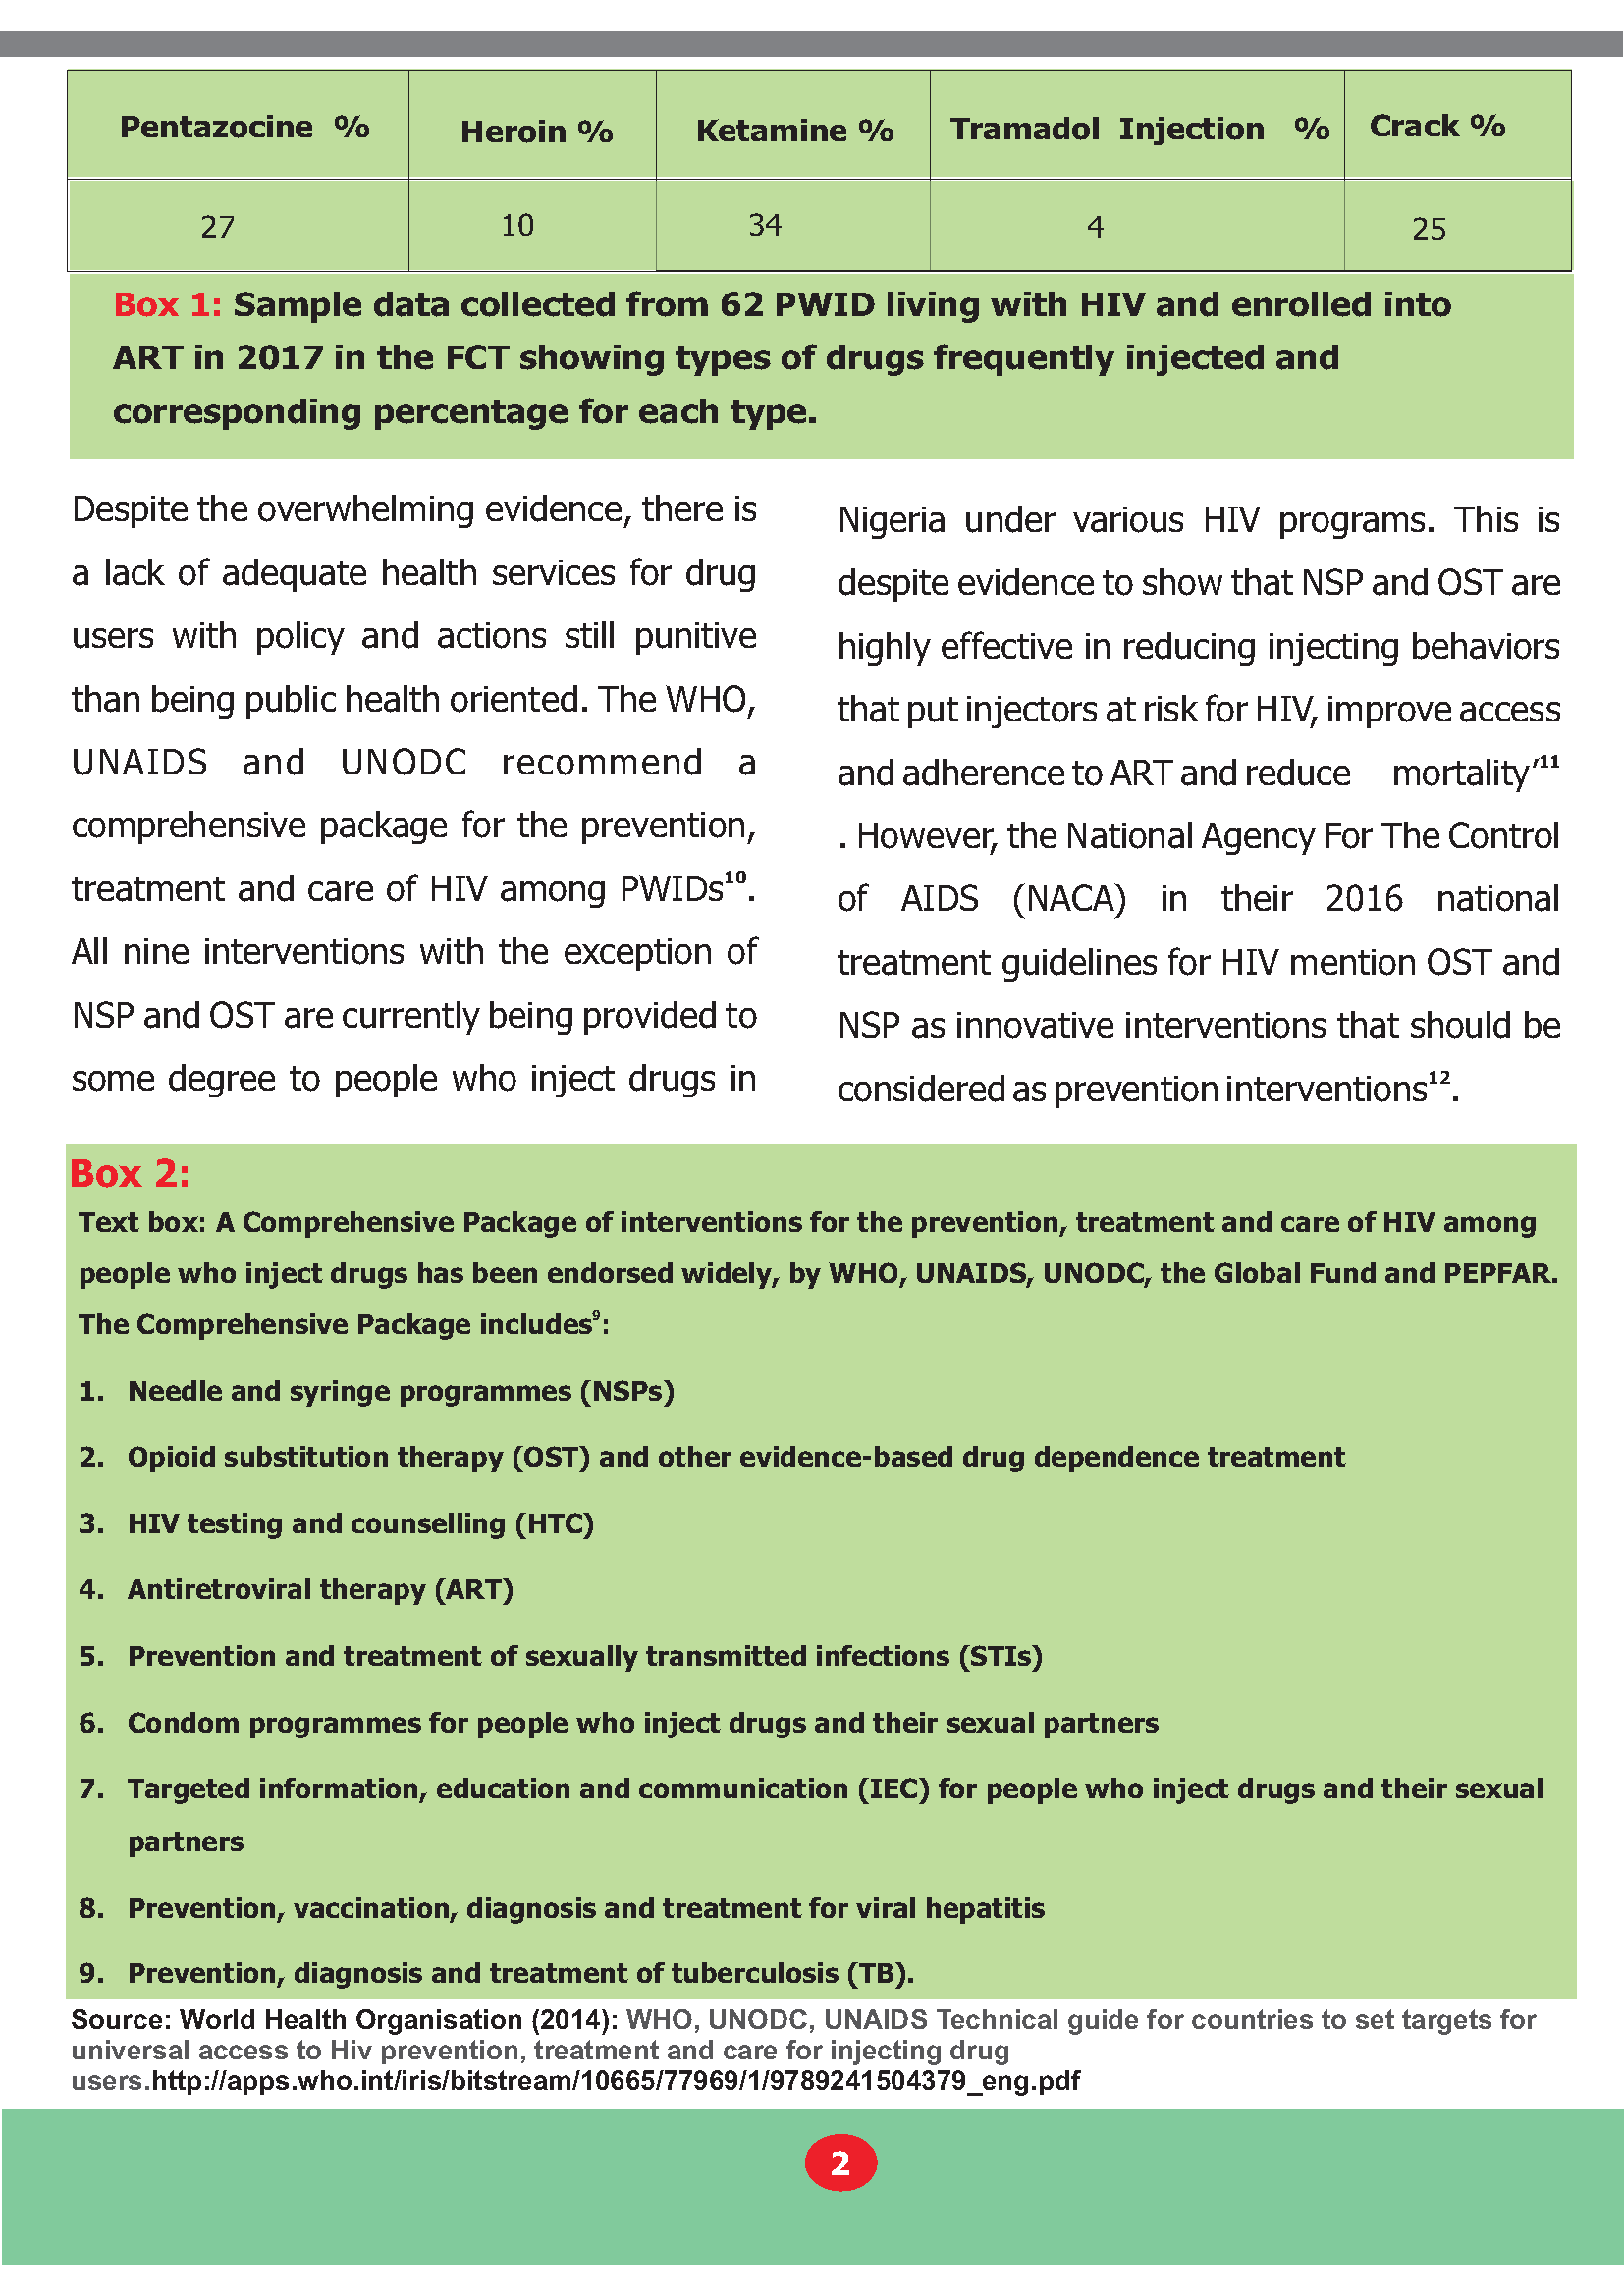 Pentazocine % Heroin % Ketamine % Tramadol Injection % Crack %
27 10 34 4 25
Box 1: Sample data collected from 62 PWID living with HIV and enrolled into
ART in 2017 in the FCT showing types of drugs frequently injected and
corresponding percentage for each type.
Despite the overwhelming evidence, there is
a lack of adequate health services for drug
users with policy and actions still punitive
than being public health oriented. The WHO,
UNAIDS and UNODC recommend a
comprehensive package for the prevention,
treatment and care of HIV among PWIDs¹⁰.
All nine interventions with the exception of
NSP and OST are currently being provided to
some degree to people who inject drugs in
Nigeria under various HIV programs. This is
despite evidence to show that NSP and OST are
highly effective in reducing injecting behaviors
that put injectors at risk for HIV, improve access
and adherence to ART and reduce mortality’¹¹
. However, the National Agency For The Control
of AIDS (NACA) in their 2016 national
treatment guidelines for HIV mention OST and
NSP as innovative interventions that should be
considered as prevention interventions¹².
Box 2:
Text box: A Comprehensive Package of interventions for the prevention, treatment and care of HIV among
people who inject drugs has been endorsed widely, by WHO, UNAIDS, UNODC, the Global Fund and PEPFAR.
The Comprehensive Package includes⁹:
1. Needle and syringe programmes (NSPs)
2. Opioid substitution therapy (OST) and other evidence-based drug dependence treatment
3. HIV testing and counselling (HTC)
4. Antiretroviral therapy (ART)
5. Prevention and treatment of sexually transmitted infections (STIs)
6. Condom programmes for people who inject drugs and their sexual partners
7. Targeted information, education and communication (IEC) for people who inject drugs and their sexual
partners
8. Prevention, vaccination, diagnosis and treatment for viral hepatitis
9. Prevention, diagnosis and treatment of tuberculosis (TB).
Source: World Health Organisation (2014): WHO, UNODC, UNAIDS Technical guide for countries to set targets for
universal access to Hiv prevention, treatment and care for injecting drug
users.http://apps.who.int/iris/bitstream/10665/77969/1/9789241504379_eng.pdf
2